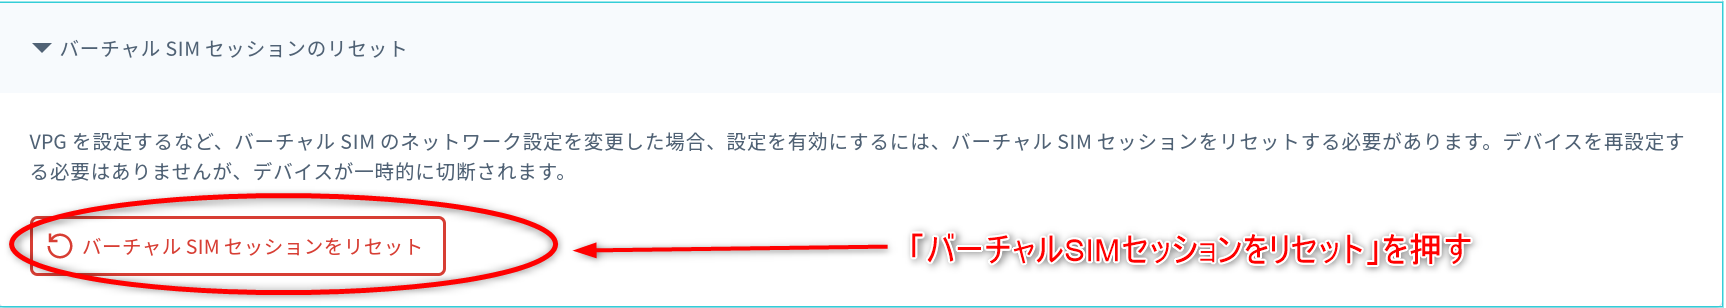 バーチャル SIM セッションのリセット
VPG を設定するなど、バーチャル SIM のネットワーク設定を変更した場合、設定を有効にするには、バーチャル SIM セッションをリセットする必要があります。デバイスを再設定す
る必要はありませんが、デバイスが一時的に切断されます。
バーチャル SIM セッションをリセット
「バーチャルSIMセッションをリセット」を押す